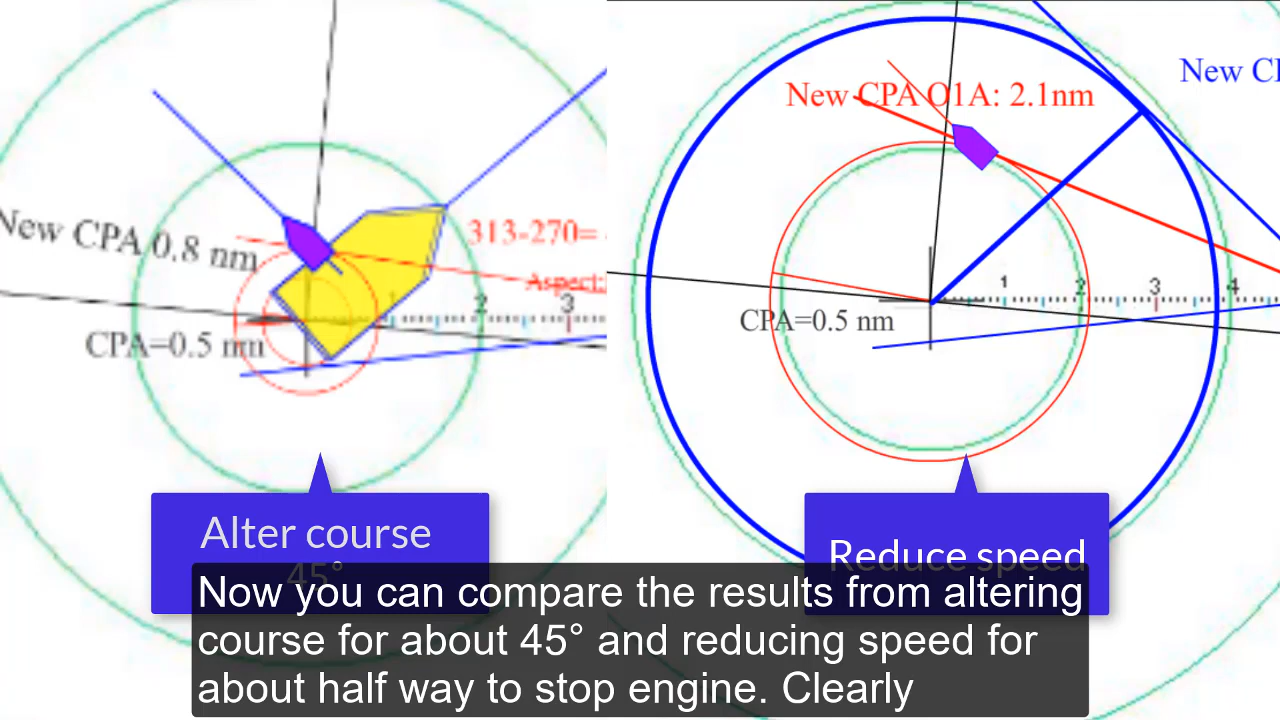 New CPA 0.8 nm
313-270=
Aspect:
2
3
CPA=0.5 nm
New CPA O1A: 2.1nm
1
2
3
4
CPA=0.5 nm
Alter course
45°
Reduce speed
Now you can compare the results from altering
course for about 45° and reducing speed for
about half way to stop engine. Clearly